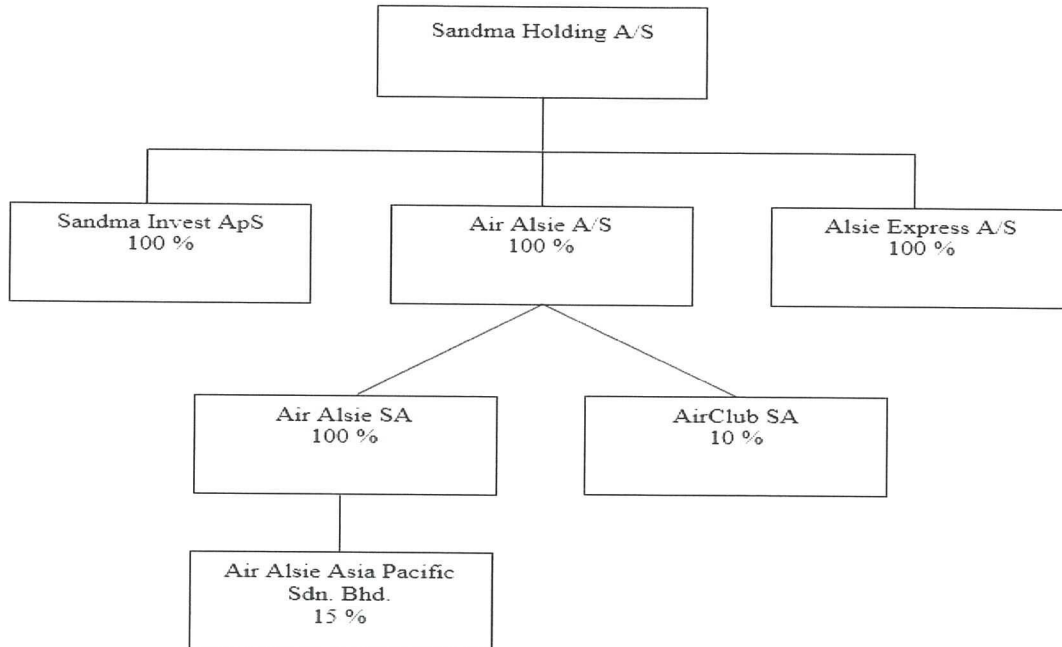 Sandma Holding A/S
Sandma Invest ApS
100 %
Air Alsie A/S
100 %
Alsie Express A/S
100 %
Air Alsie SA
100 %
AirClub SA
10 %
Air Alsie Asia Pacific
Sdn. Bhd.
15 %